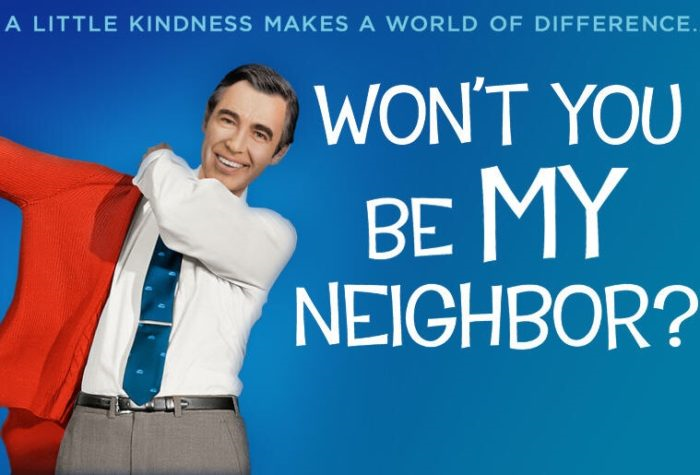 A LITTLE KINDNESS MAKES A WORLD OF DIFFERENCE.
WON'T YOU
BE MY
NEIGHBOR?